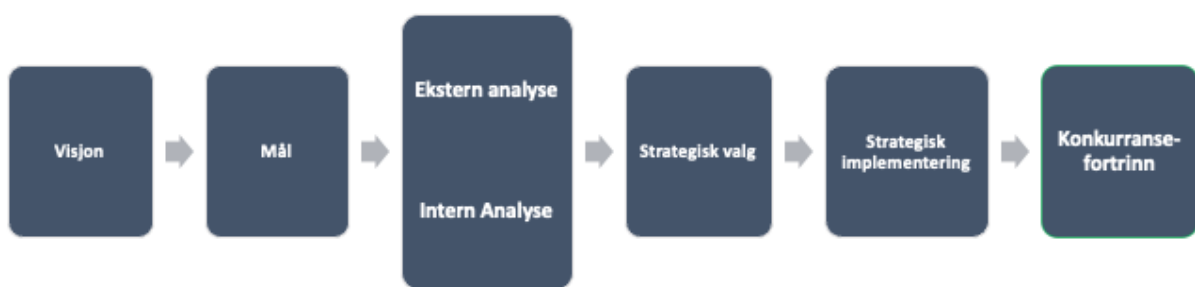 Visjon
Mål
Ekstern analyse
Intern Analyse
Strategisk valg
Strategisk
implementering
Konkurranse-
fortrinn